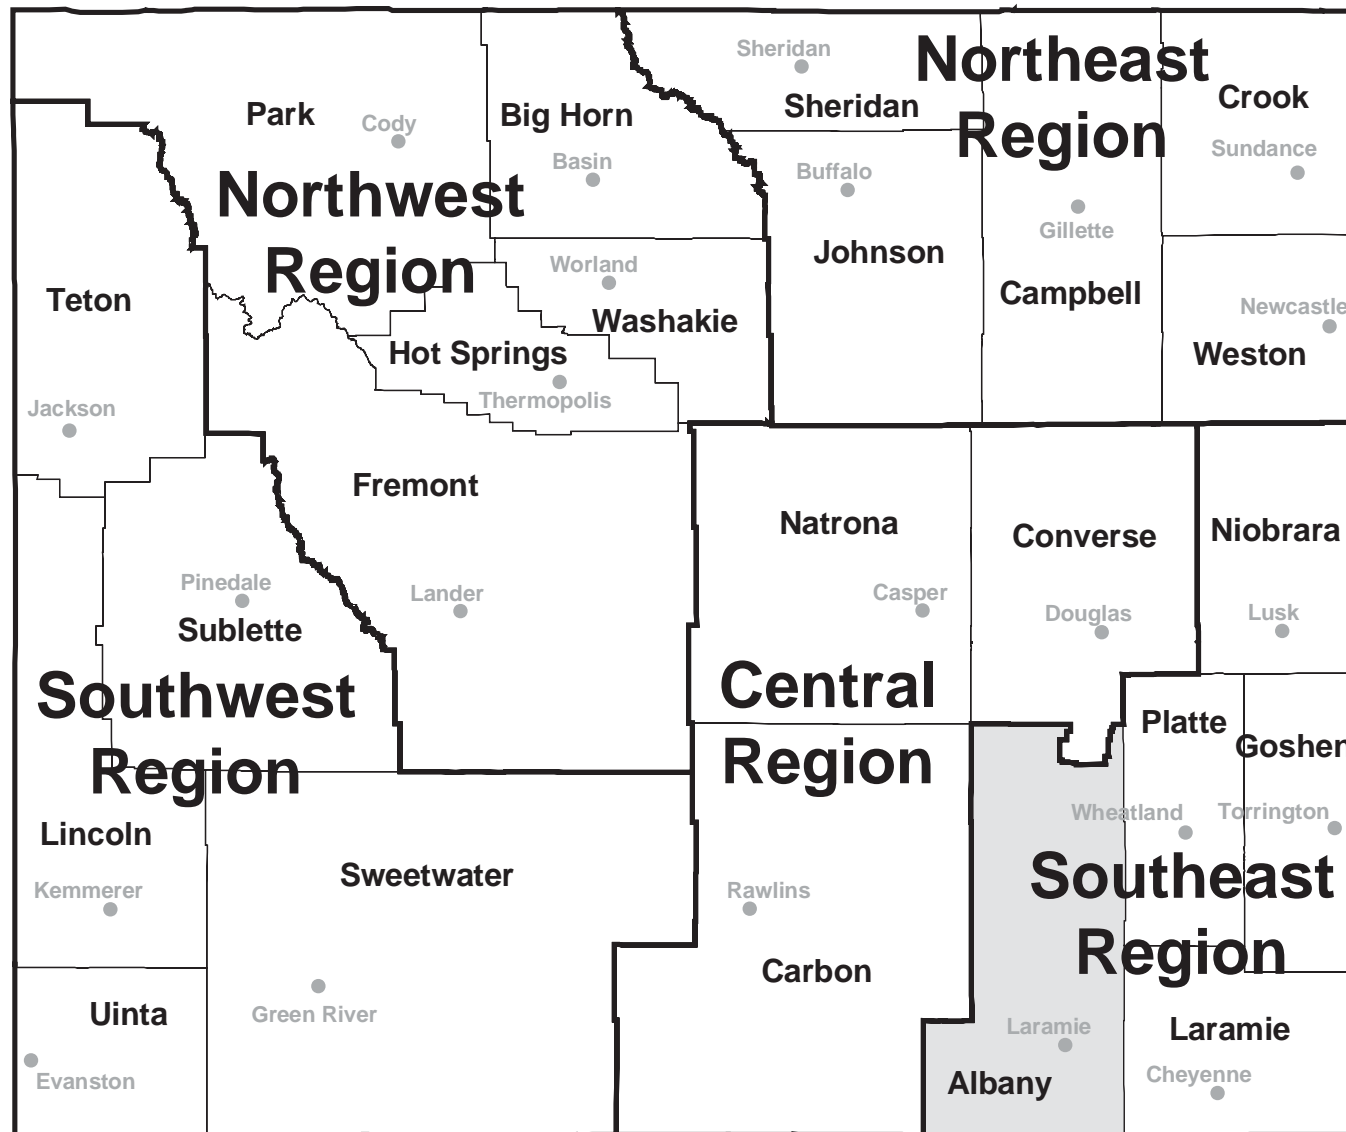 Sheridan
Northeast
Region
Crook
Park
Cody
Big Horn
Sheridan
Basin
Buffalo
Sundance
Northwest
Region
Gillette
Johnson
Worland
Teton
Campbell
Newcastle
Washakie
Hot Springs
Weston
Thermopolis
Jackson
Fremont
Natrona
Converse
Niobrara
Pinedale
Lander
Casper
Douglas
Lusk
Sublette
Southwest
Region
Central
Region
Platte
Goshen
Wheatland
Torrington
Lincoln
Sweetwater
Kemmerer
Rawlins
Southeast
Region
Carbon
Uinta
Green River
Laramie
Laramie
Evanston
Albany
Cheyenne